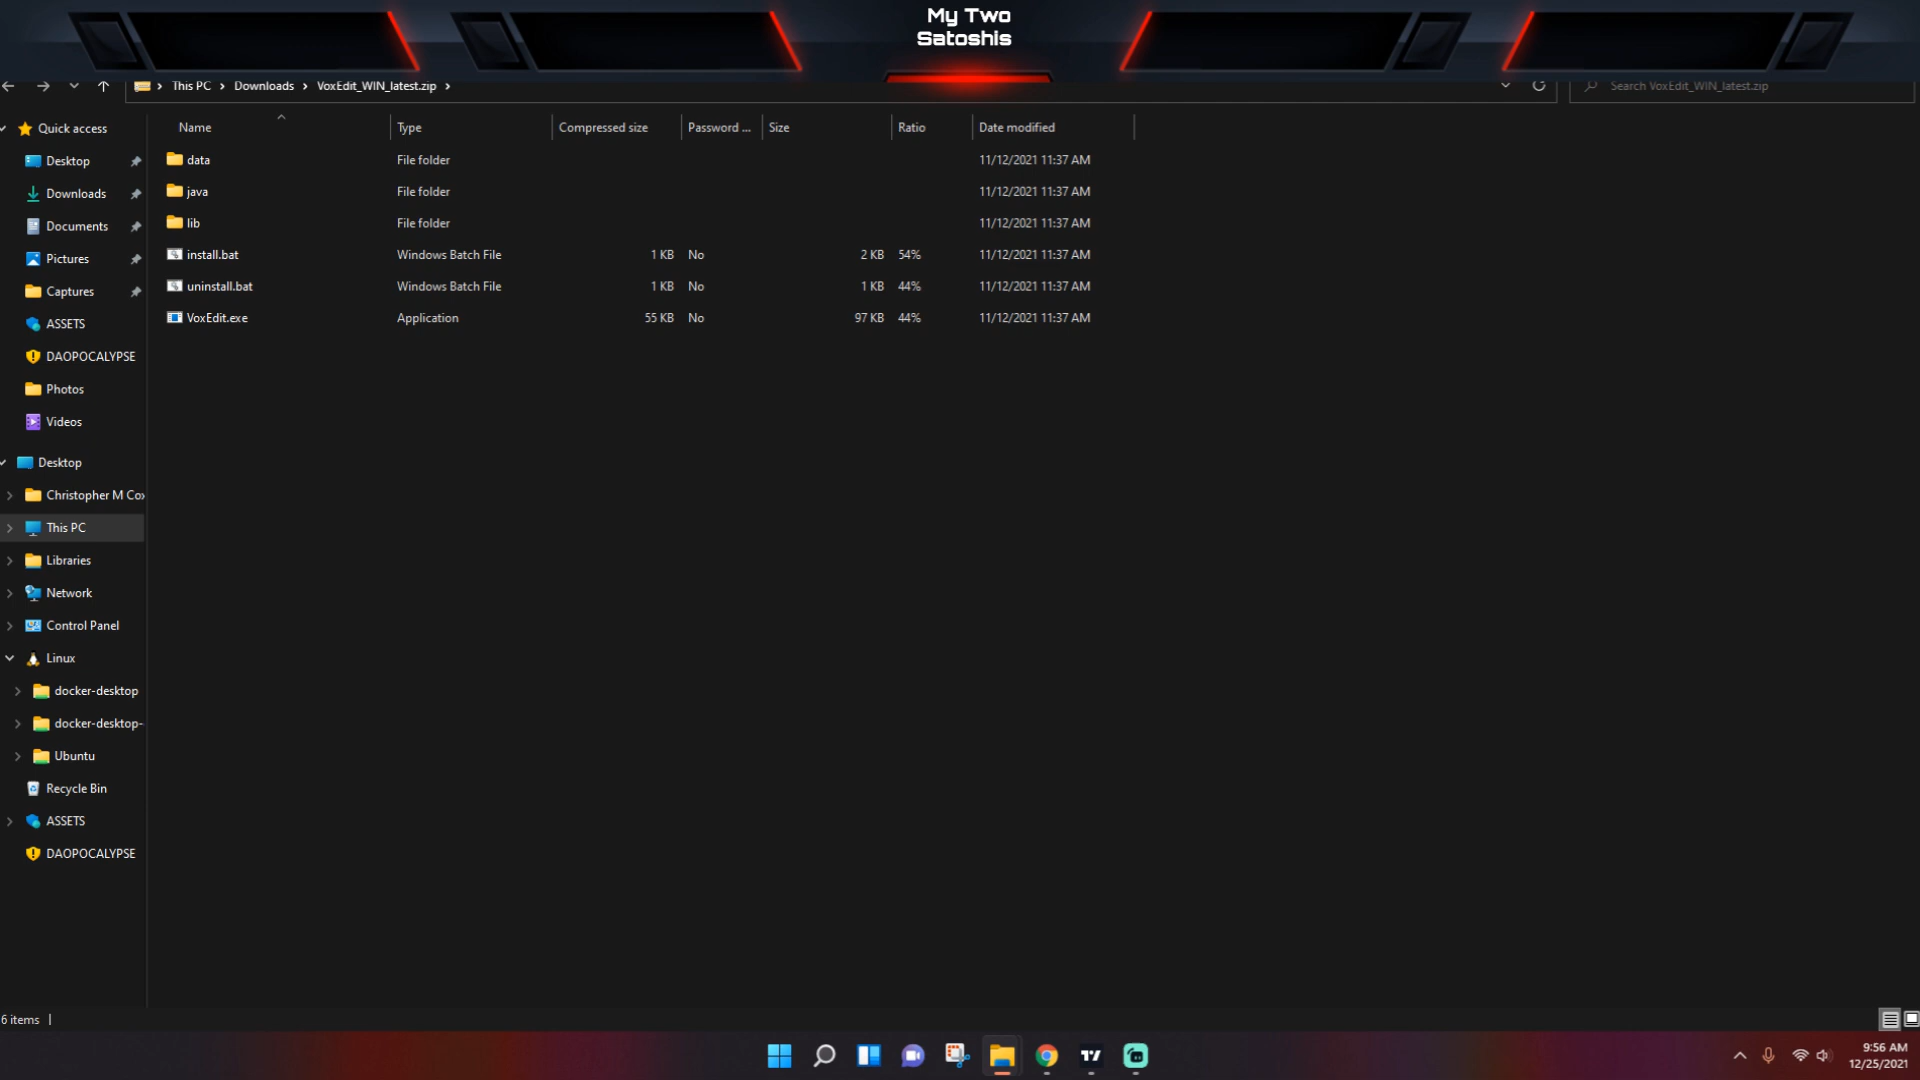 My Two
Satoshis
This PC > Downloads > VoxEdit_WIN_latest.zip >
Search VoxEdit_WIN_latest.zip
Name Type Compressed size Password ... Size Ratio Date modified
data File folder 11/12/2021 11:37 AM
java File folder 11/12/2021 11:37 AM
lib File folder 11/12/2021 11:37 AM
install.bat Windows Batch File 1 KB No 2 KB 54% 11/12/2021 11:37 AM
uninstall.bat Windows Batch File 1 KB No 1 KB 44% 11/12/2021 11:37 AM
VoxEdit.exe Application 55 KB No 97 KB 44% 11/12/2021 11:37 AM
Quick access
Desktop
Downloads
Documents
Pictures
Captures
ASSETS
DAOPOCALYPSE
Photos
Videos
Desktop
Christopher M Cox
This PC
Libraries
Network
Control Panel
Linux
docker-desktop
docker-desktop-
Ubuntu
Recycle Bin
ASSETS
DAOPOCALYPSE
6 items
9:56 AM
12/25/2021